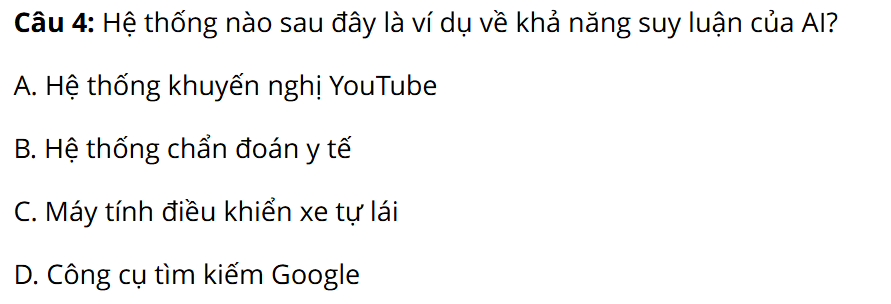 Câu 4: Hệ thống nào sau đây là ví dụ về khả năng suy luận của AI?
A. Hệ thống khuyến nghị YouTube
B. Hệ thống chẩn đoán y tế
C. Máy tính điều khiển xe tự lái
D. Công cụ tìm kiếm Google